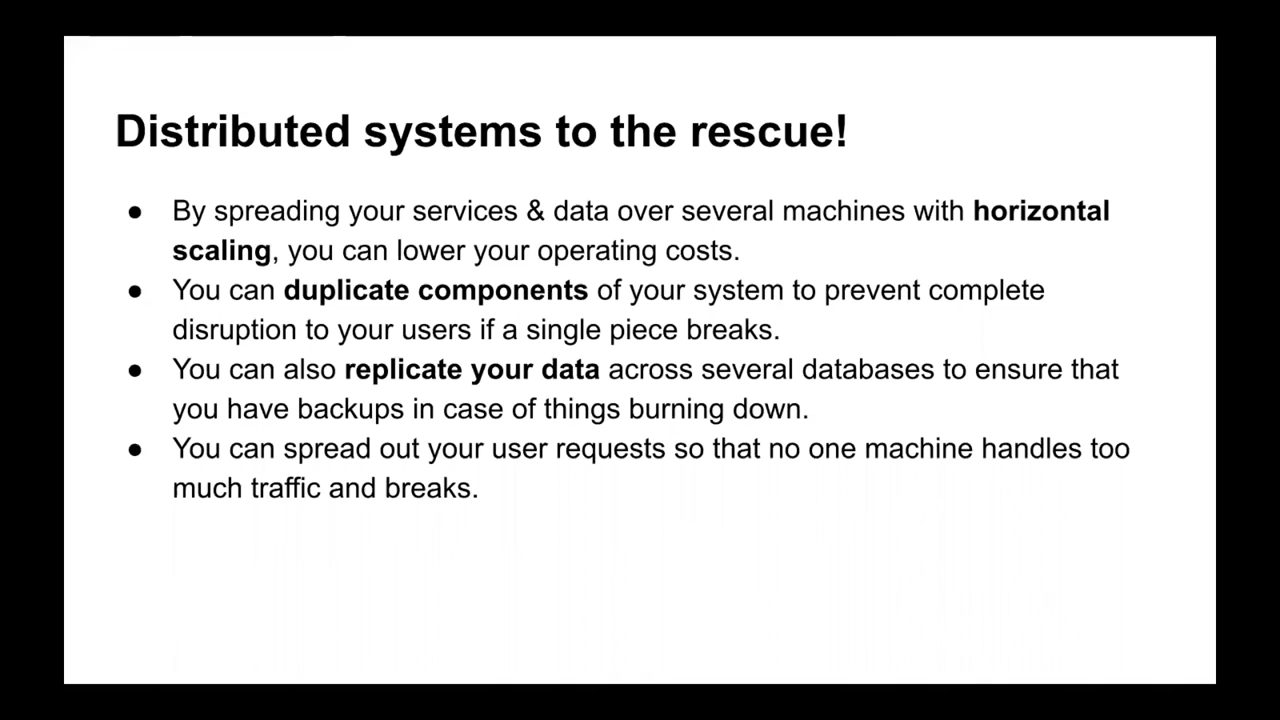 Distributed systems to the rescue!
● By spreading your services & data over several machines with horizontal
scaling, you can lower your operating costs.
● You can duplicate components of your system to prevent complete
disruption to your users if a single piece breaks.
● You can also replicate your data across several databases to ensure that
you have backups in case of things burning down.
● You can spread out your user requests so that no one machine handles too
much traffic and breaks.